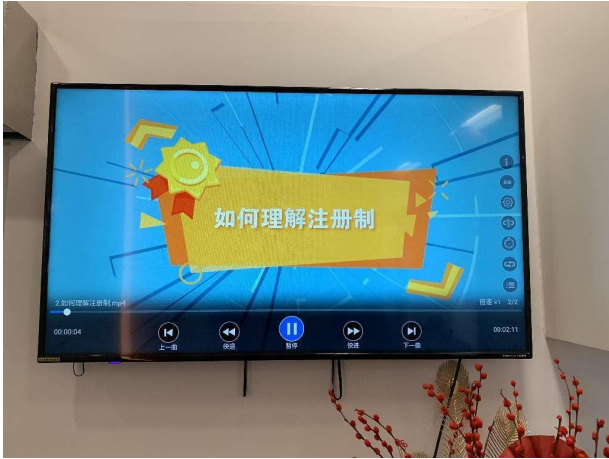 如何理解注册制
2.如何理解注册制.mp4
倍速 x1 2/3
00:00:04
00:02:11
上一曲
快退
暂停
快进
下一曲